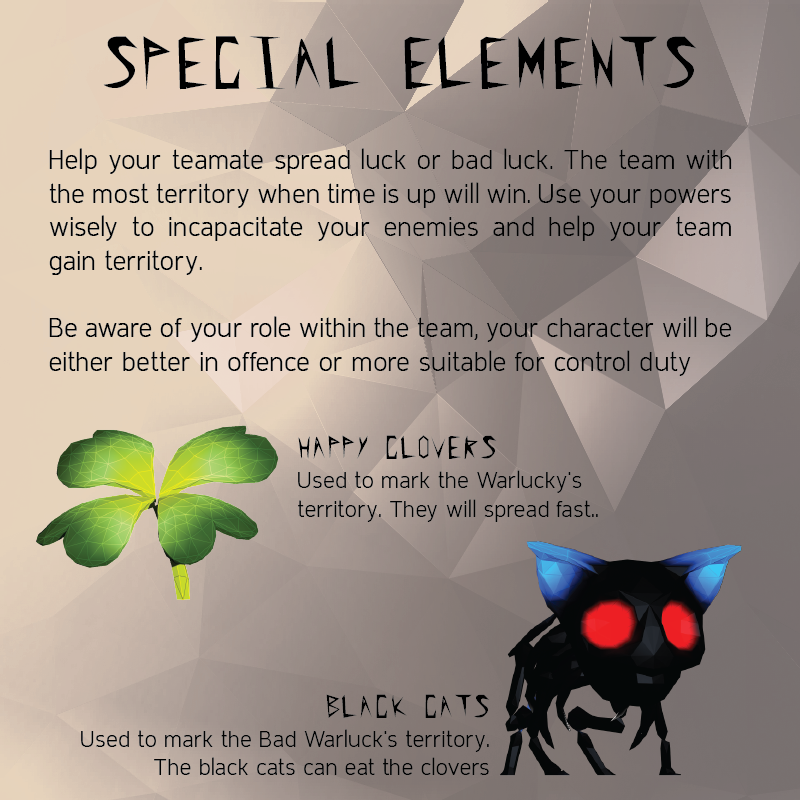 SPECIAL ELEMENTS
Help your teamate spread luck or bad luck. The team with
the most territory when time is up will win. Use your powers
wisely to incapacitate your enemies and help your team
gain territory.
Be aware of your role within the team, your character will be
either better in offence or more suitable for control duty
HAPPY CLOVERS
Used to mark the Warlucky's
territory. They will spread fast..
BLACK CATS
Used to mark the Bad Warluck's territory.
The black cats can eat the clovers